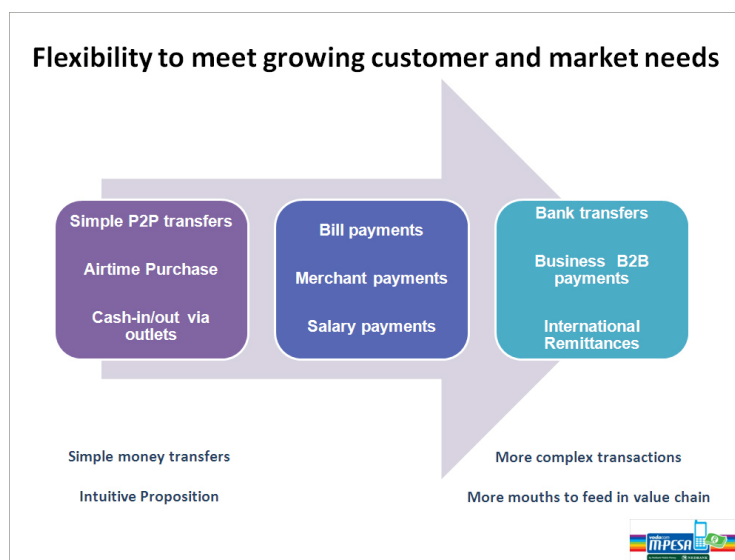 Flexibility to meet growing customer and market needs
Simple P2P transfers
Airtime Purchase
Cash-in/out via
outlets
Bill payments
Merchant payments
Salary payments
Bank transfers
Business B2B
payments
International
Remittances
Simple money transfers
Intuitive Proposition
More complex transactions
More mouths to feed in value chain
vodacom
M-PESA
NEDBANK